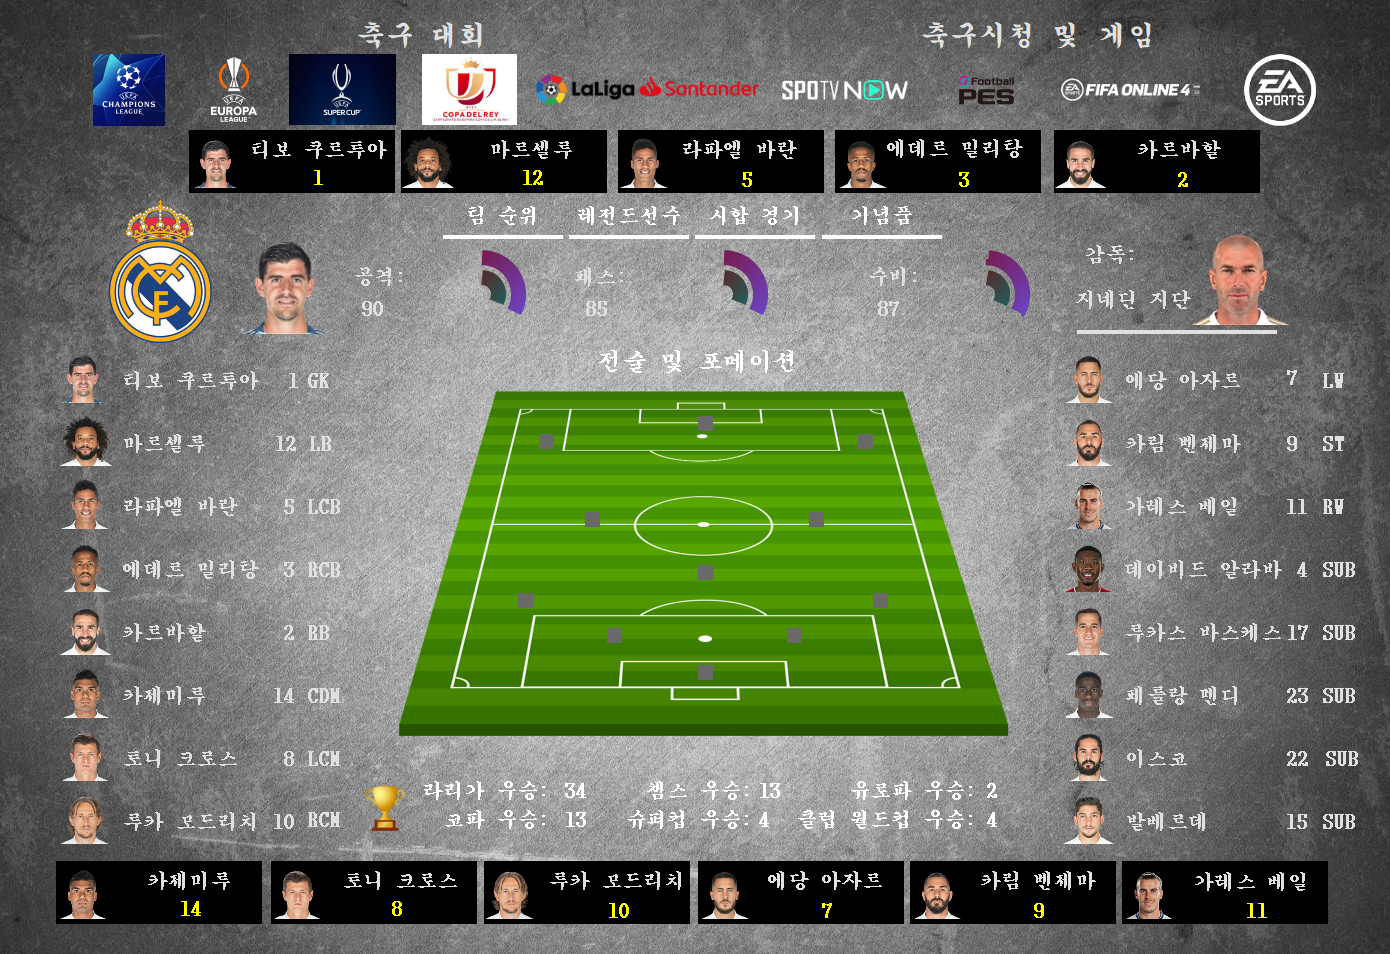 축구 대회
축구시청 및 게임
UEFA CHAMPIONS LEAGUE
UEFA EUROPA LEAGUE
UEFA SUPER CUP
COPA DEL REY
CAMPEONATO DE ESPAÑA-COPA DE S.M. EL REY
LaLiga Santander
SPOTV NOW
Football PES
EA SPORTS FIFA ONLINE 4
EA SPORTS
티보 쿠르투아
1
마르셀루
12
라파엘 바란
5
에데르 밀리탕
3
카르바할
2
팀 순위
레전드선수
시합 경기
기념품
공격:
90
패스:
85
수비:
87
감독:
지네딘 지단
전술 및 포메이션
티보 쿠르투아 1 GK
마르셀루 12 LB
라파엘 바란 5 LCB
에데르 밀리탕 3 RCB
카르바할 2 RB
카제미루 14 CDM
토니 크로스 8 LCM
루카 모드리치 10 RCM
에당 아자르 7 LW
카림 벤제마 9 ST
가레스 베일 11 RW
데이비드 알라바 4 SUB
루카스 바스케스 17 SUB
페를랑 멘디 23 SUB
이스코 22 SUB
발베르데 15 SUB
라리가 우승: 34 챔스 우승: 13 유로파 우승: 2
코파 우승: 13 슈퍼컵 우승: 4 클럽 월드컵 우승: 4
카제미루
14
토니 크로스
8
루카 모드리치
10
에당 아자르
7
카림 벤제마
9
가레스 베일
11